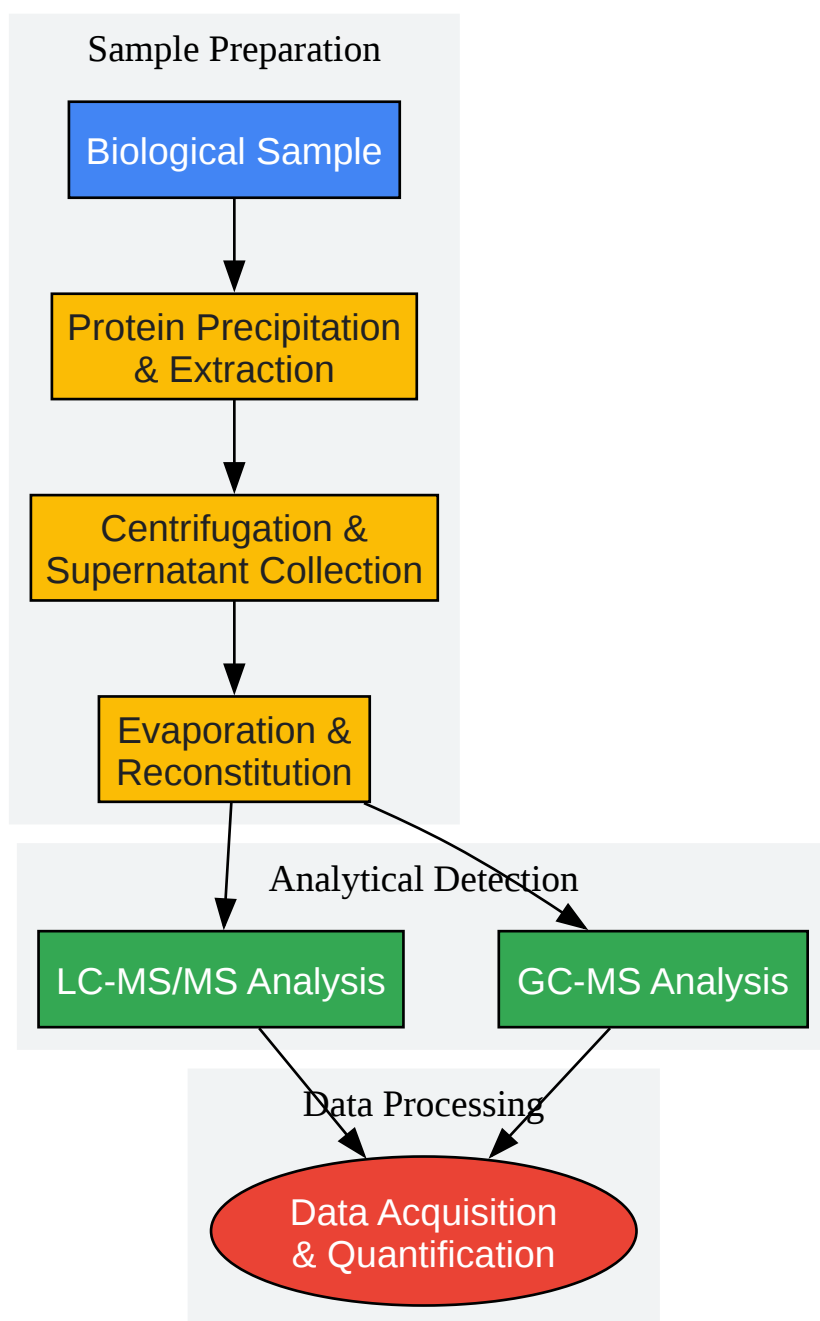 Sample Preparation
Biological Sample
Protein Precipitation
& Extraction
Centrifugation &
Supernatant Collection
Evaporation &
Reconstitution
Analytical Detection
LC-MS/MS Analysis
GC-MS Analysis
Data Processing
Data Acquisition
& Quantification